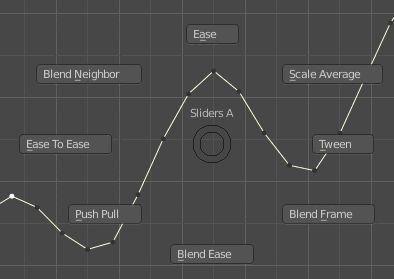 Ease
Blend Neighbor
Scale Average
Sliders A
Ease To Ease
Tween
Push Pull
Blend Frame
Blend Ease